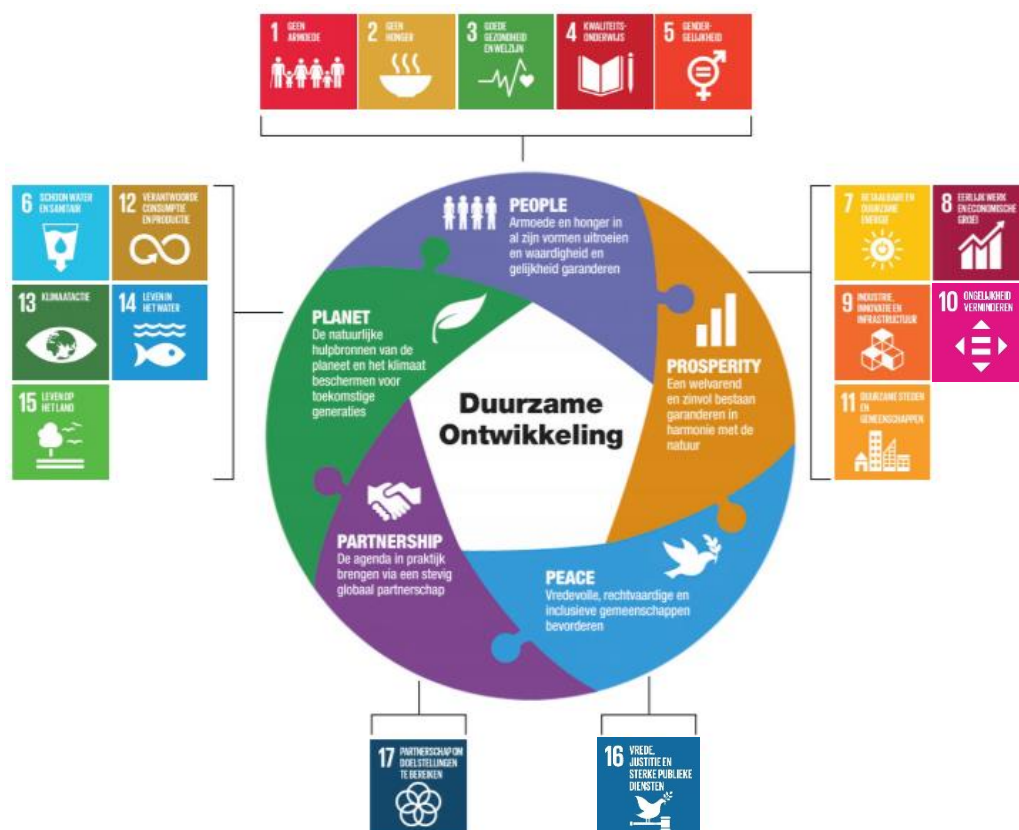 1 GEEN
ARMOEDE
2 GEEN
HONGER
3 GOEDE
GEZONDHEID
EN WELZIJN
4 KWALITEITS-
ONDERWIJS
5 GENDER-
GELIJKHEID
6 SCHOON WATER
EN SANITAIR
12 VERANTWOORDE
CONSUMPTIE
EN PRODUCTIE
13 KLIMAATACTIE
14 LEVEN IN
HET WATER
15 LEVEN OP
HET LAND
PEOPLE
Armoede en honger in
al zijn vormen uitroeien
en waardigheid en
gelijkheid garanderen
PLANET
De natuurlijke
hulpbronnen van de
planeet en het klimaat
beschermen voor
toekomstige
generaties
Duurzame
Ontwikkeling
PROSPERITY
Een welvarend
en zinvol bestaan
garanderen in
harmonie met de
natuur
PARTNERSHIP
De agenda in praktijk
brengen via een stevig
globaal partnerschap
PEACE
Vredevolle, rechtvaardige en
inclusieve gemeenschappen
bevorderen
7 BETAALBARE EN
DUURZAME
ENERGIE
8 EERLIJK WERK
EN ECONOMISCHE
GROEI
9 INDUSTRIE,
INNOVATIE EN
INFRASTRUCTUUR
10 ONGELIJKHEID
VERMINDEREN
11 DUURZAME STEDEN
EN
GEMEENSCHAPPEN
17 PARTNERSCHAP OM
DOELSTELLINGEN
TE BEREIKEN
16 VREDE,
JUSTITIE EN
STERKE PUBLIEKE
DIENSTEN